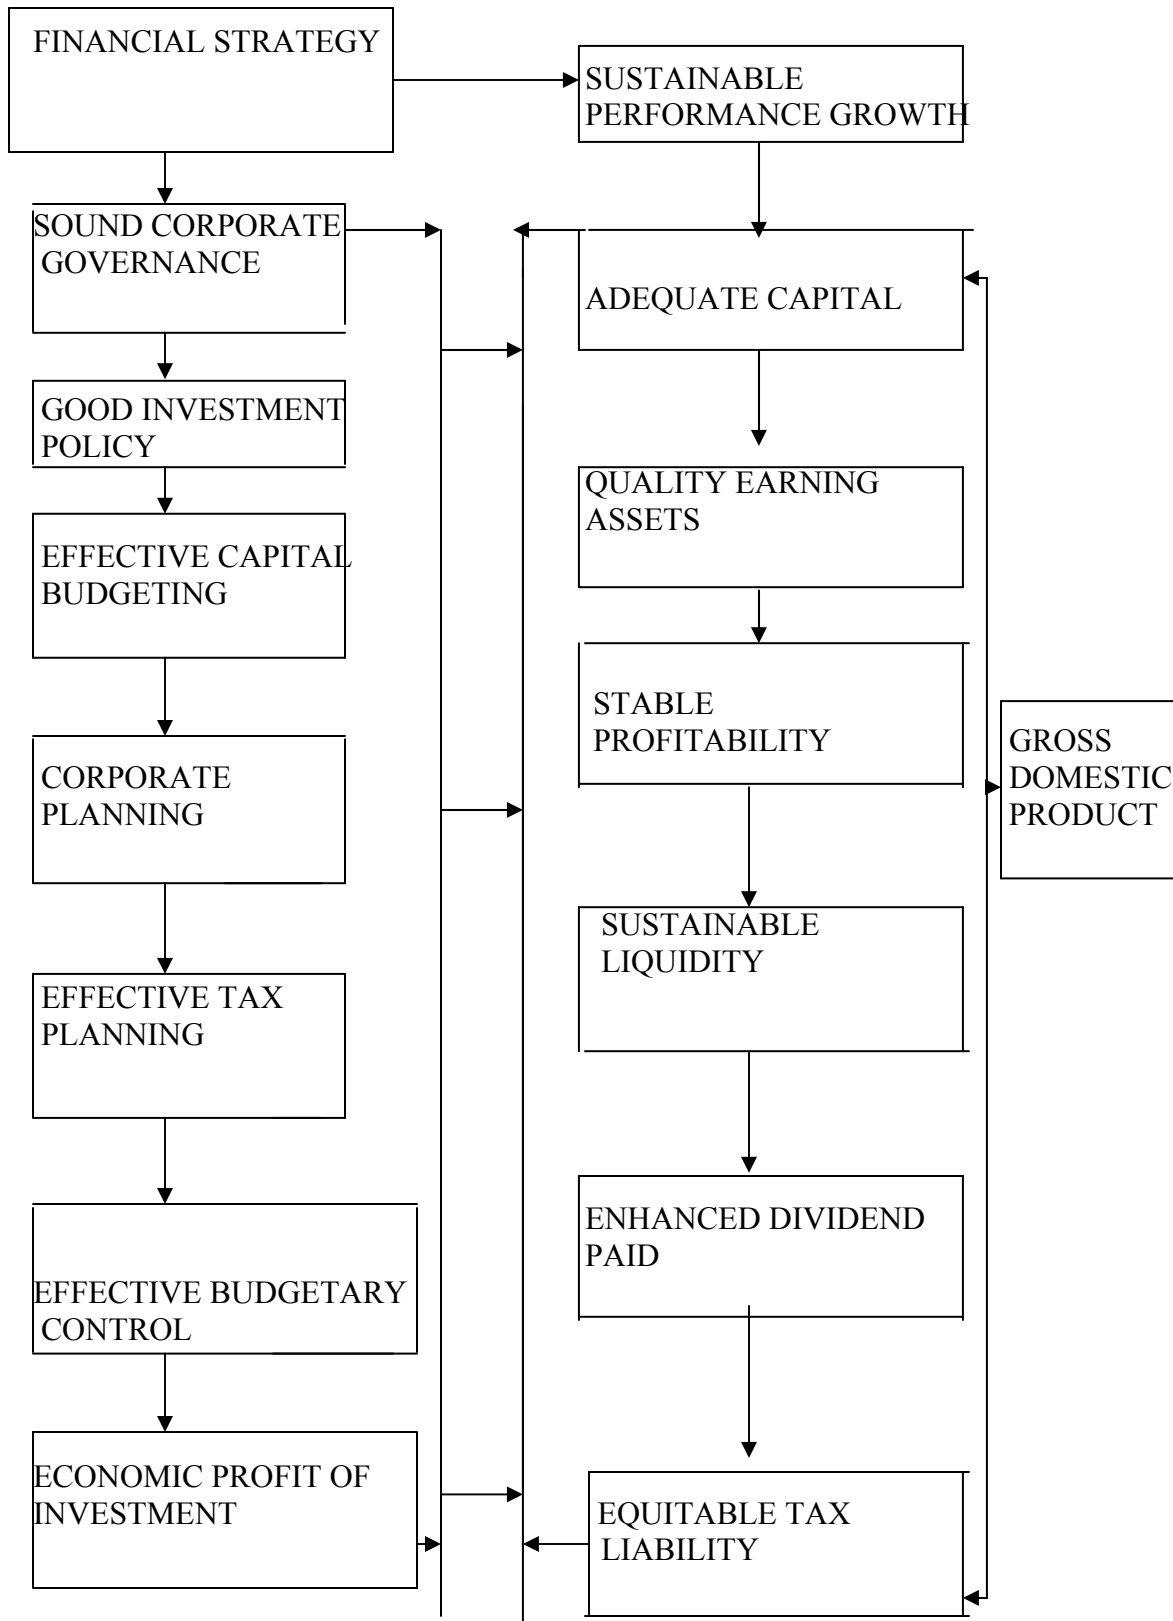 FINANCIAL STRATEGY
SUSTAINABLE
PERFORMANCE GROWTH
SOUND CORPORATE
GOVERNANCE
ADEQUATE CAPITAL
GOOD INVESTMENT
POLICY
QUALITY EARNING
ASSETS
EFFECTIVE CAPITAL
BUDGETING
STABLE
PROFITABILITY
GROSS
DOMESTIC
PRODUCT
CORPORATE
PLANNING
SUSTAINABLE
LIQUIDITY
EFFECTIVE TAX
PLANNING
ENHANCED DIVIDEND
PAID
EFFECTIVE BUDGETARY
CONTROL
ECONOMIC PROFIT OF
INVESTMENT
EQUITABLE TAX
LIABILITY